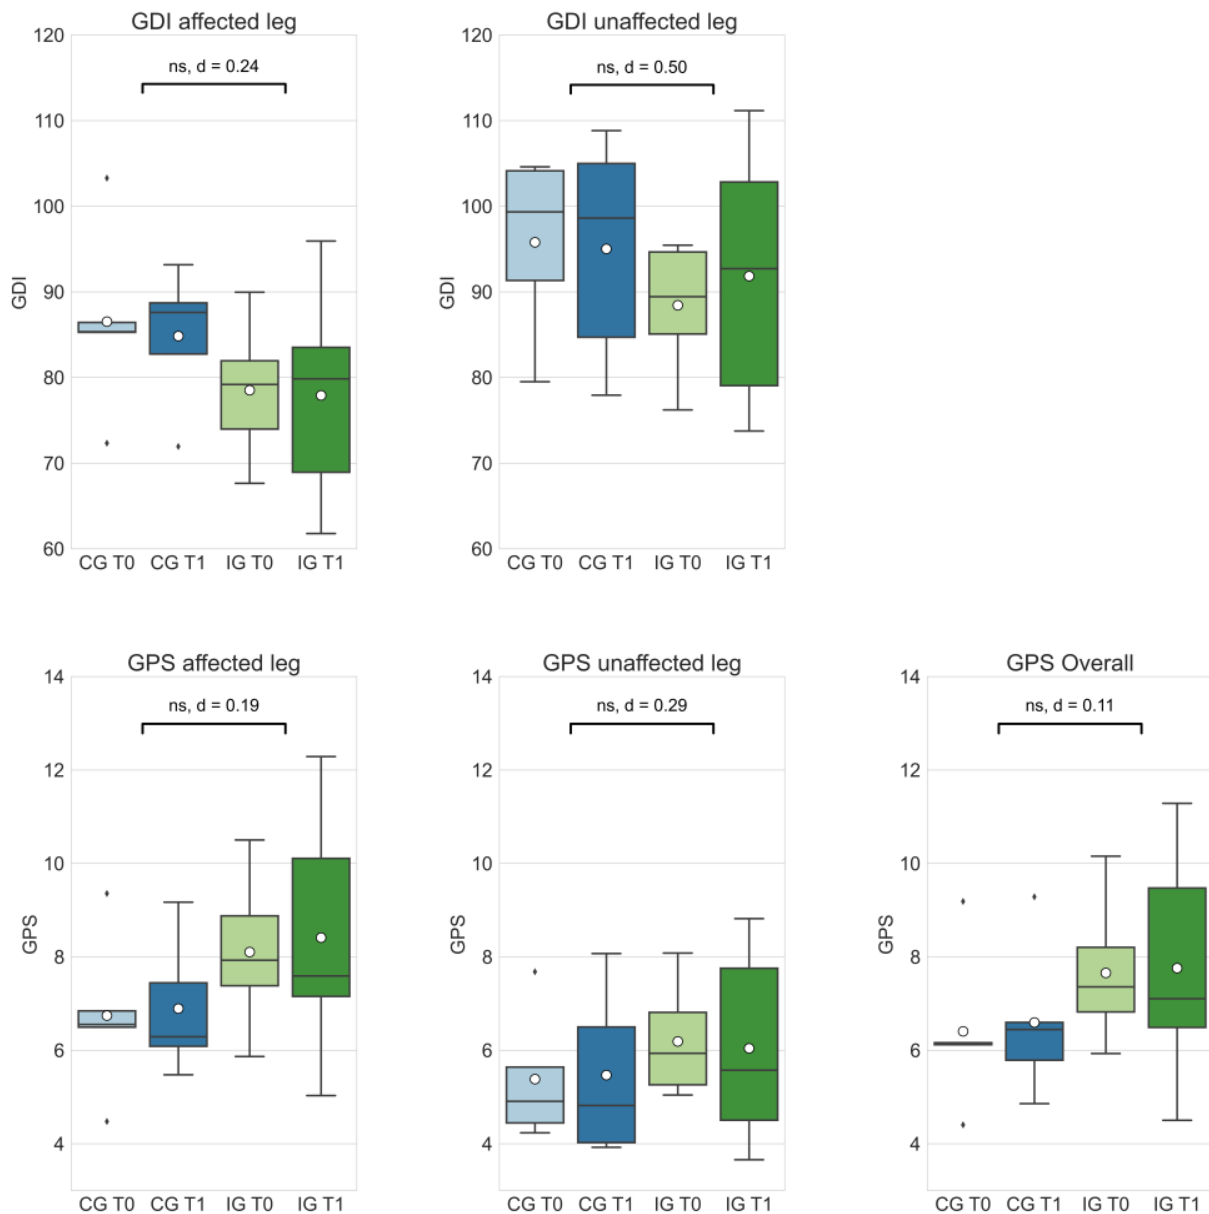 GDI affected leg
120
110
100
90
80
70
60
GDI
ns, d = 0.24
CG T0 CG T1 IG T0 IG T1
GDI unaffected leg
120
110
100
90
80
70
60
GDI
ns, d = 0.50
CG T0 CG T1 IG T0 IG T1
GPS affected leg
14
12
10
8
6
4
GPS
ns, d = 0.19
CG T0 CG T1 IG T0 IG T1
GPS unaffected leg
14
12
10
8
6
4
GPS
ns, d = 0.29
CG T0 CG T1 IG T0 IG T1
GPS Overall
14
12
10
8
6
4
GPS
ns, d = 0.11
CG T0 CG T1 IG T0 IG T1